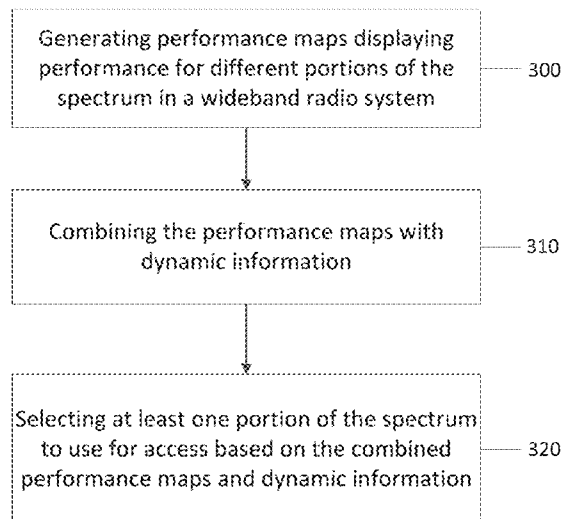 Generating performance maps displaying
performance for different portions of the
spectrum in a wideband radio system
300
Combining the performance maps with
dynamic information
310
Selecting at least one portion of the spectrum
to use for access based on the combined
performance maps and dynamic information
320